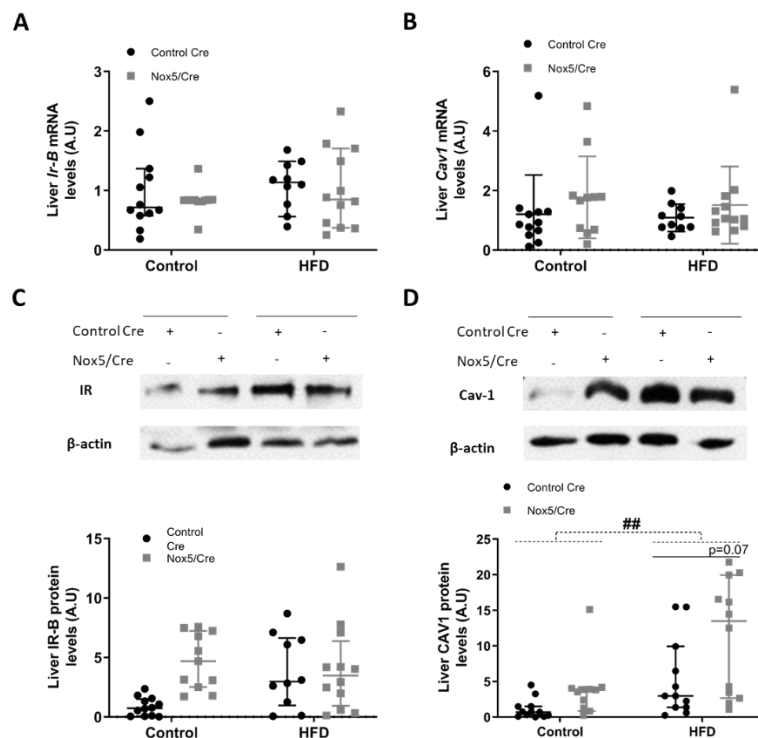 A
Control Cre
Nox5/Cre
Liver Ir-B mRNA
levels (A.U)
3
2
1
0
Control HFD
B
Control Cre
Nox5/Cre
Liver Cav1 mRNA
levels (A.U)
6
4
2
0
Control HFD
C
Control Cre + - + -
Nox5/Cre - + - +
IR
β-actin
Control
Cre
Nox5/Cre
Liver IR-B protein
levels (A.U)
15
10
5
0
Control HFD
D
Control Cre + - + -
Nox5/Cre - + - +
Cav-1
β-actin
Control Cre
Nox5/Cre
##
p=0.07
Liver CAV1 protein
levels (A.U)
25
20
15
10
5
0
Control HFD